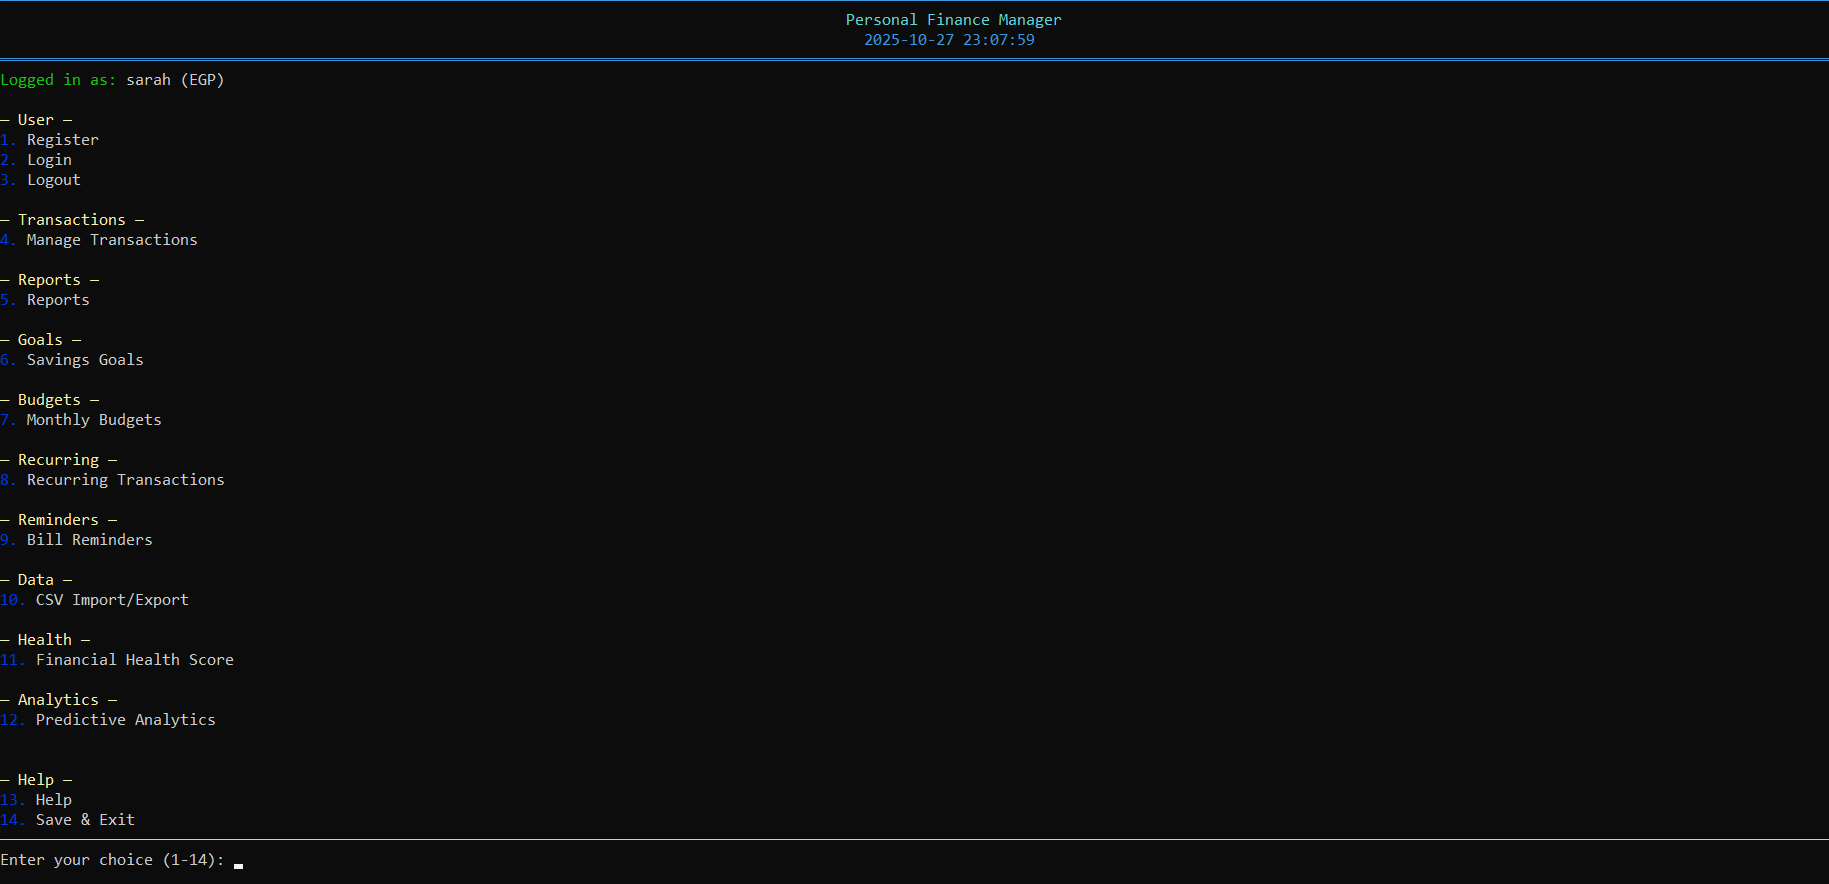 Personal Finance Manager
2025-10-27 23:07:59
Logged in as: sarah (EGP)
— User —
1. Register
2. Login
3. Logout
— Transactions —
4. Manage Transactions
— Reports —
5. Reports
— Goals —
6. Savings Goals
— Budgets —
7. Monthly Budgets
— Recurring —
8. Recurring Transactions
— Reminders —
9. Bill Reminders
— Data —
10. CSV Import/Export
— Health —
11. Financial Health Score
— Analytics —
12. Predictive Analytics
— Help —
13. Help
14. Save & Exit
Enter your choice (1-14):